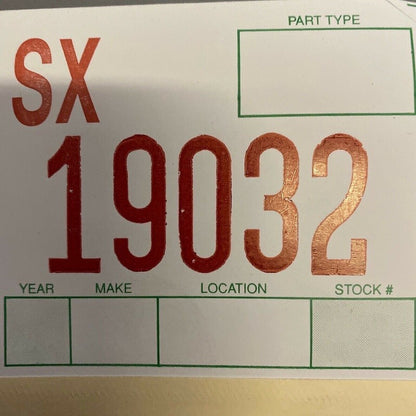 SX
PART TYPE
19032
YEAR MAKE LOCATION STOCK #